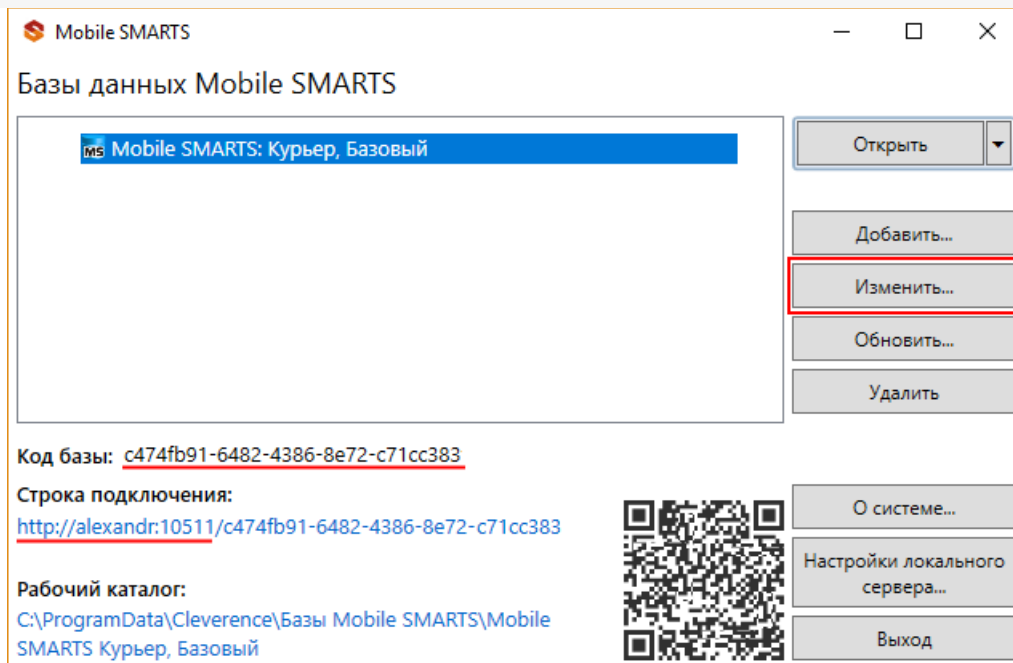 Mobile SMARTS
Базы данных Mobile SMARTS
MS Mobile SMARTS: Курьер, Базовый
Открыть
Добавить...
Изменить...
Обновить...
Удалить
Код базы: c474fb91-6482-4386-8e72-c71cc383
Строка подключения:
http://alexandr:10511/c474fb91-6482-4386-8e72-c71cc383
Рабочий каталог:
C:\ProgramData\Cleverence\Базы Mobile SMARTS\Mobile
SMARTS Курьер, Базовый
О системе...
Настройки локального
сервера...
Выход